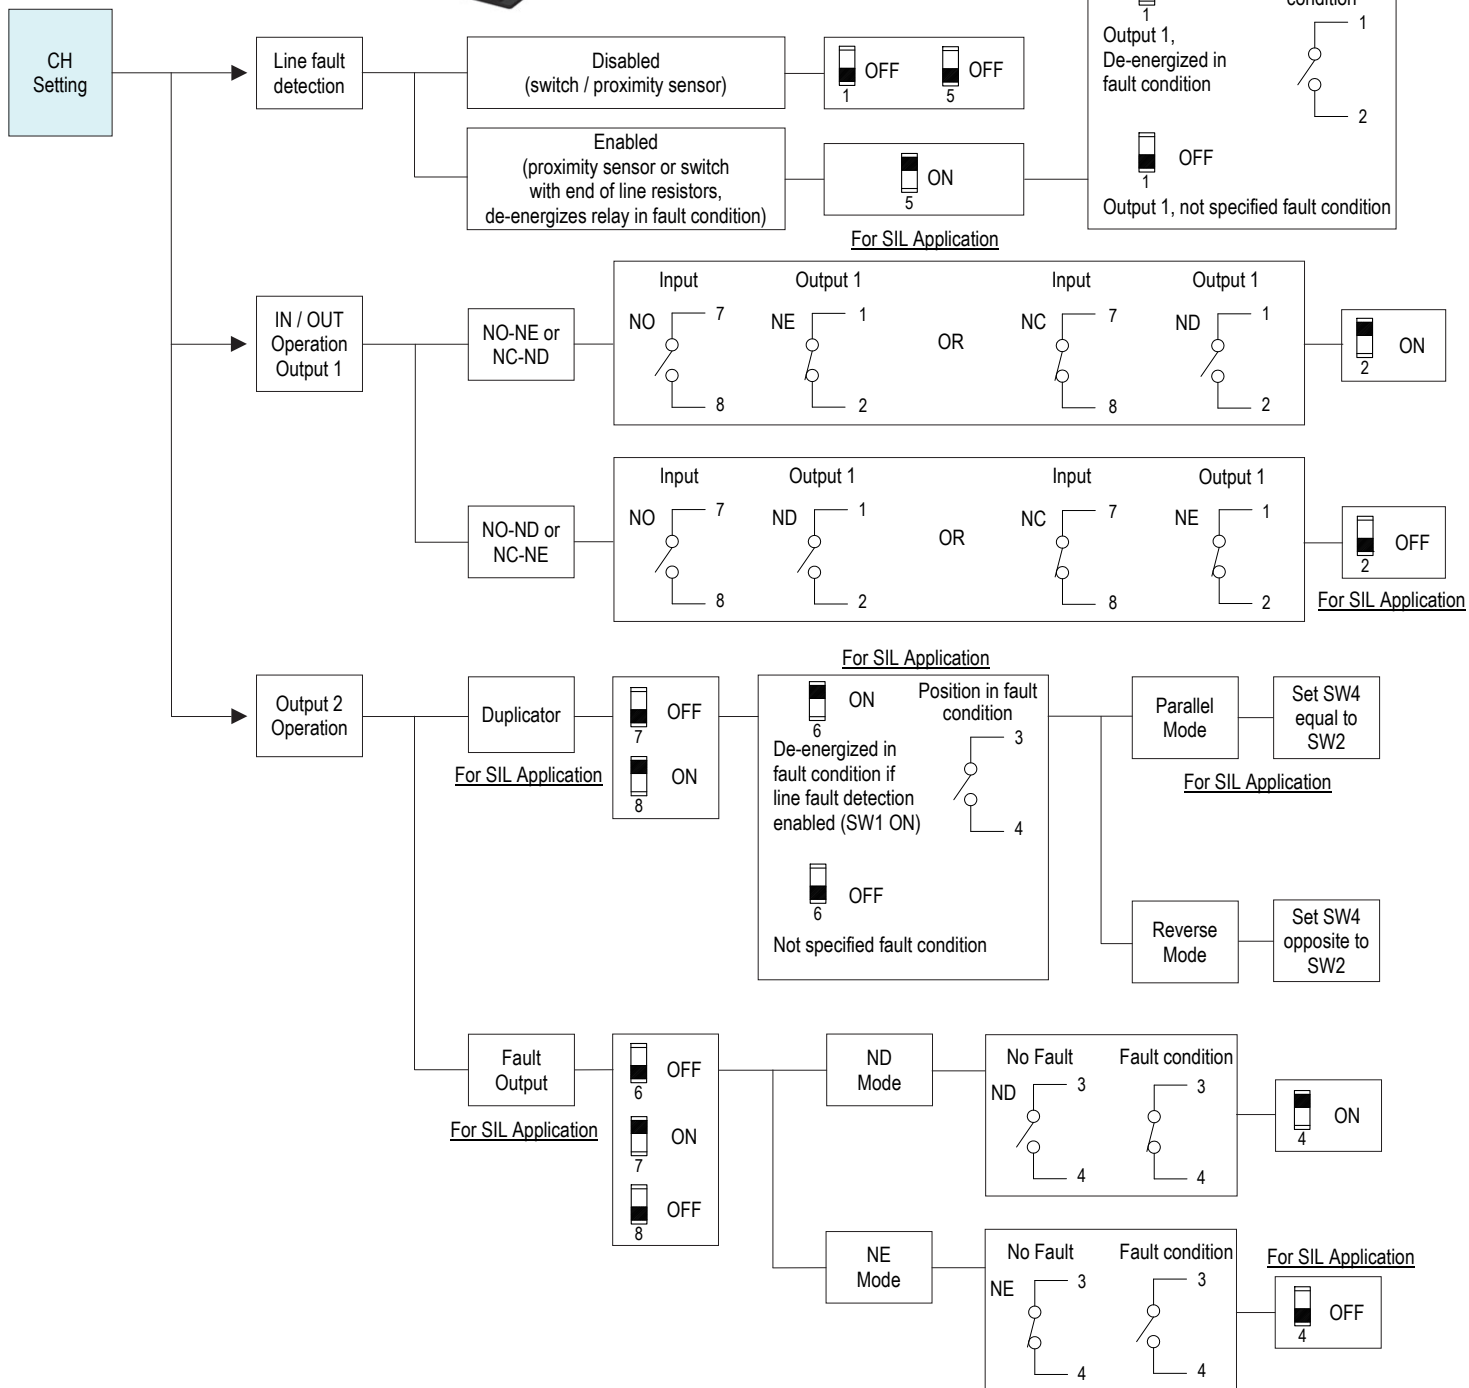 condition
1
Output 1,
De-energized in
fault condition
1
2
OFF
1
Output 1, not specified fault condition
CH
Setting
Line fault
detection
Disabled
(switch / proximity sensor)
OFF
OFF
1
5
Enabled
(proximity sensor or switch
with end of line resistors,
de-energizes relay in fault condition)
ON
5
For SIL Application
IN / OUT
Operation
Output 1
NO-NE or
NC-ND
Input
Output 1
Input
Output 1
NO
7
NE
1
OR
NC
7
ND
1
8
2
8
2
ON
2
NO-ND or
NC-NE
Input
Output 1
Input
Output 1
NO
7
ND
1
OR
NC
7
NE
1
8
2
8
2
OFF
2
For SIL Application
Output 2
Operation
Duplicator
For SIL Application
OFF
7
ON
8
For SIL Application
ON
6
Position in fault
condition
3
4
De-energized in
fault condition if
line fault detection
enabled (SW1 ON)
OFF
6
Not specified fault condition
Parallel
Mode
Set SW4
equal to
SW2
For SIL Application
Reverse
Mode
Set SW4
opposite to
SW2
Fault
Output
For SIL Application
OFF
6
ON
7
OFF
8
ND
Mode
No Fault
Fault condition
ND
3
3
4
4
ON
4
NE
Mode
No Fault
Fault condition
NE
3
3
4
4
For SIL Application
OFF
4